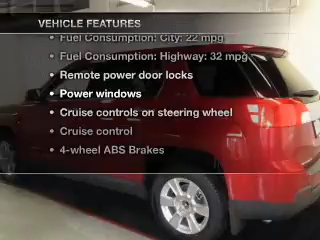 VEHICLE FEATURES
• Fuel Consumption: City: 22 mpg
• Fuel Consumption: Highway: 32 mpg
• Remote power door locks
• Power windows
• Cruise controls on steering wheel
• Cruise control
• 4-wheel ABS Brakes